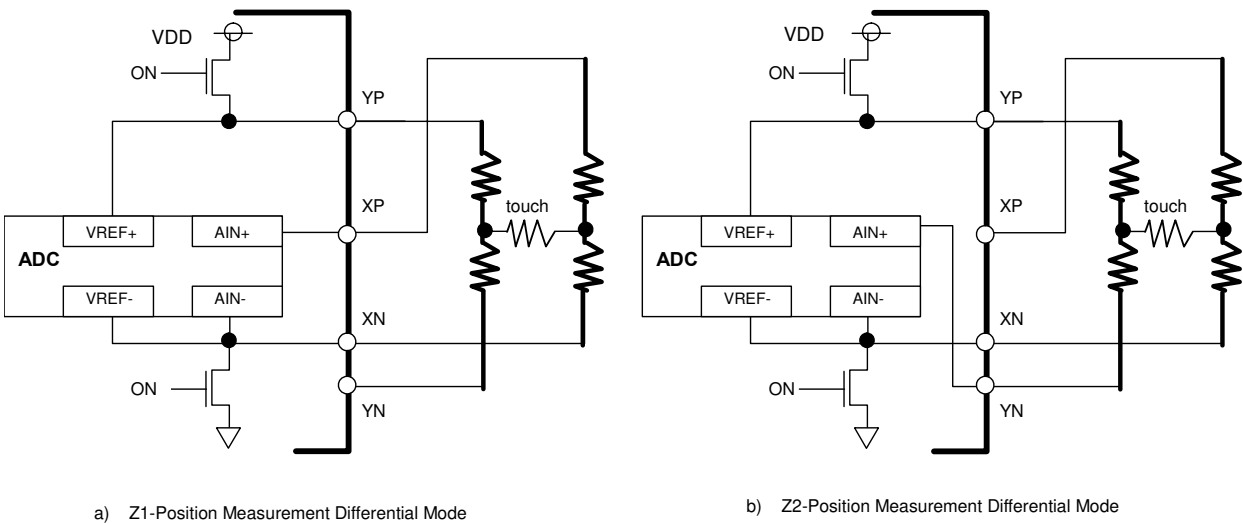 VDD
ON
YP
XP
touch
VREF+
AIN+
ADC
VREF-
AIN-
XN
ON
YN
a) Z1-Position Measurement Differential Mode
VDD
ON
YP
XP
touch
VREF+
AIN+
ADC
VREF-
AIN-
XN
ON
YN
b) Z2-Position Measurement Differential Mode